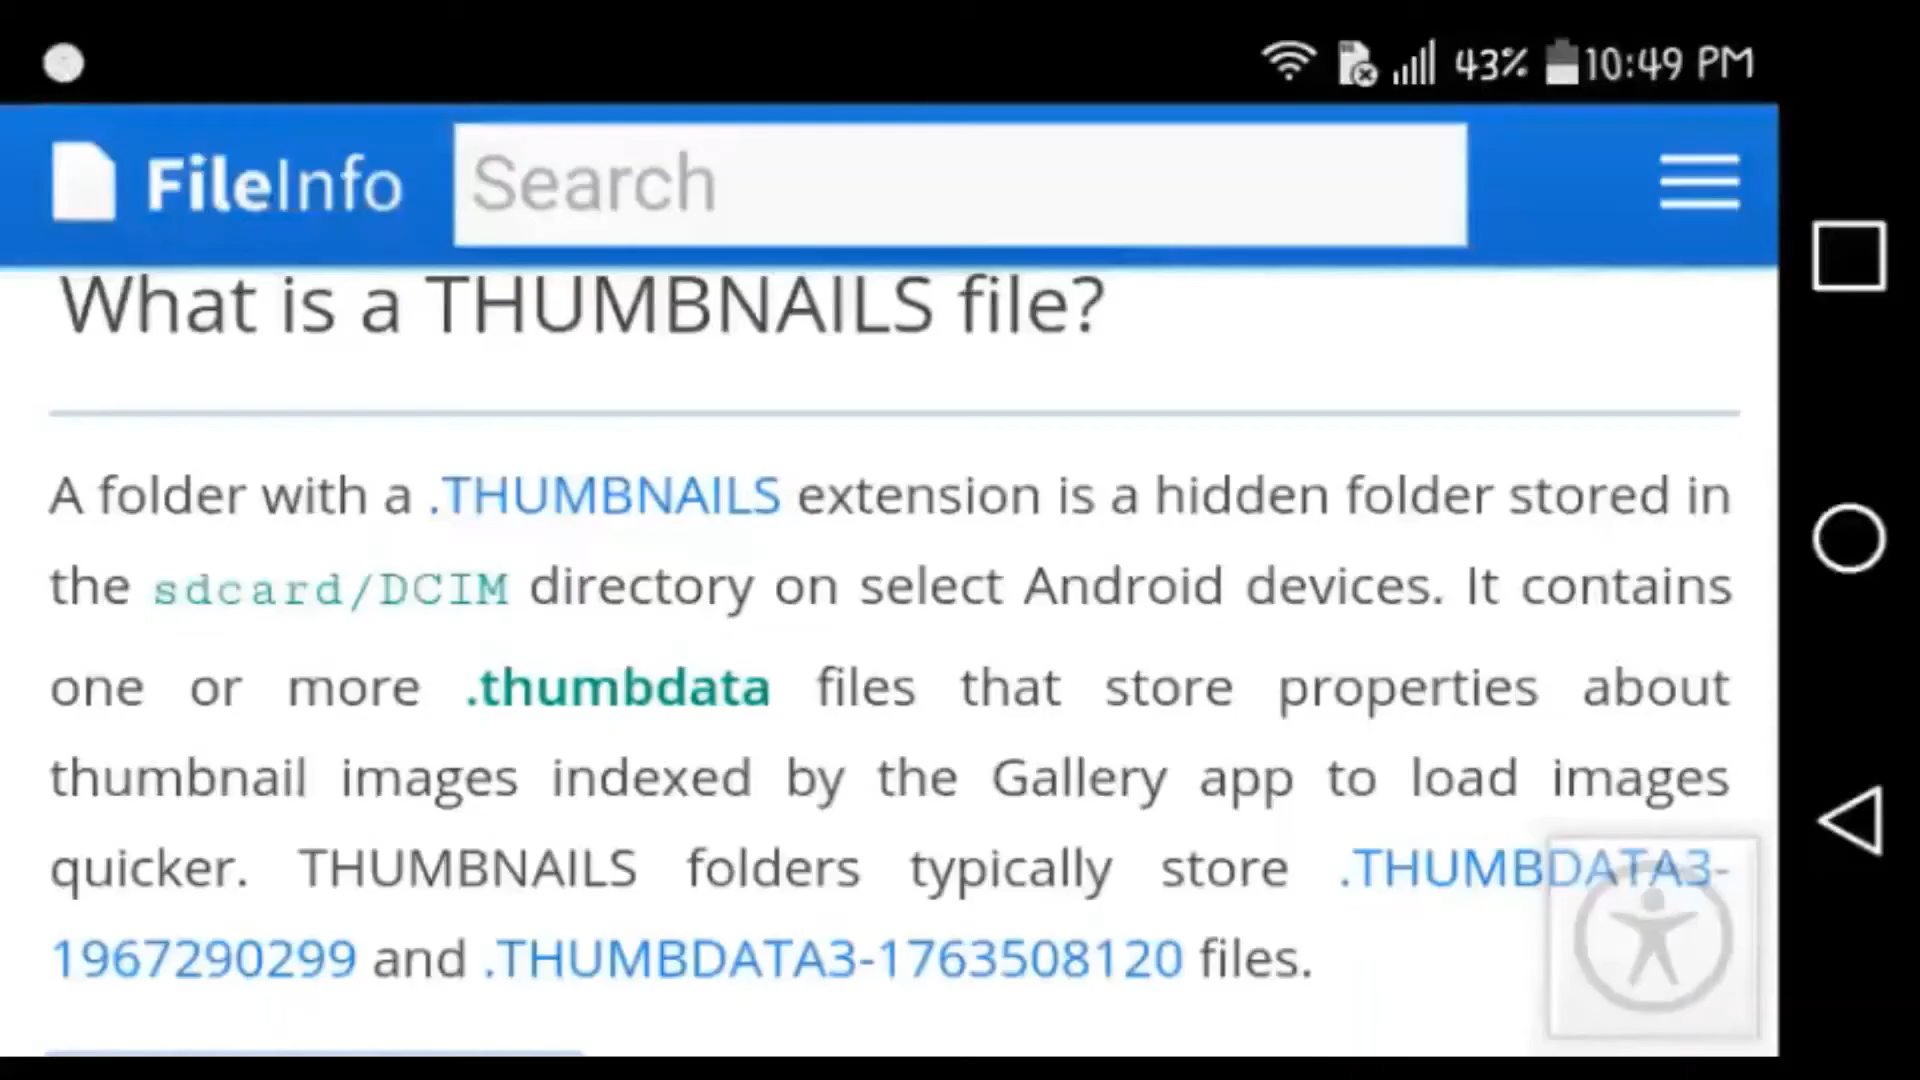 43% 10:49 PM
FileInfo Search
What is a THUMBNAILS file?
A folder with a .THUMBNAILS extension is a hidden folder stored in
the sdcard/DCIM directory on select Android devices. It contains
one or more .thumbdata files that store properties about
thumbnail images indexed by the Gallery app to load images
quicker. THUMBNAILS folders typically store .THUMBDATA3-
1967290299 and .THUMBDATA3-1763508120 files.